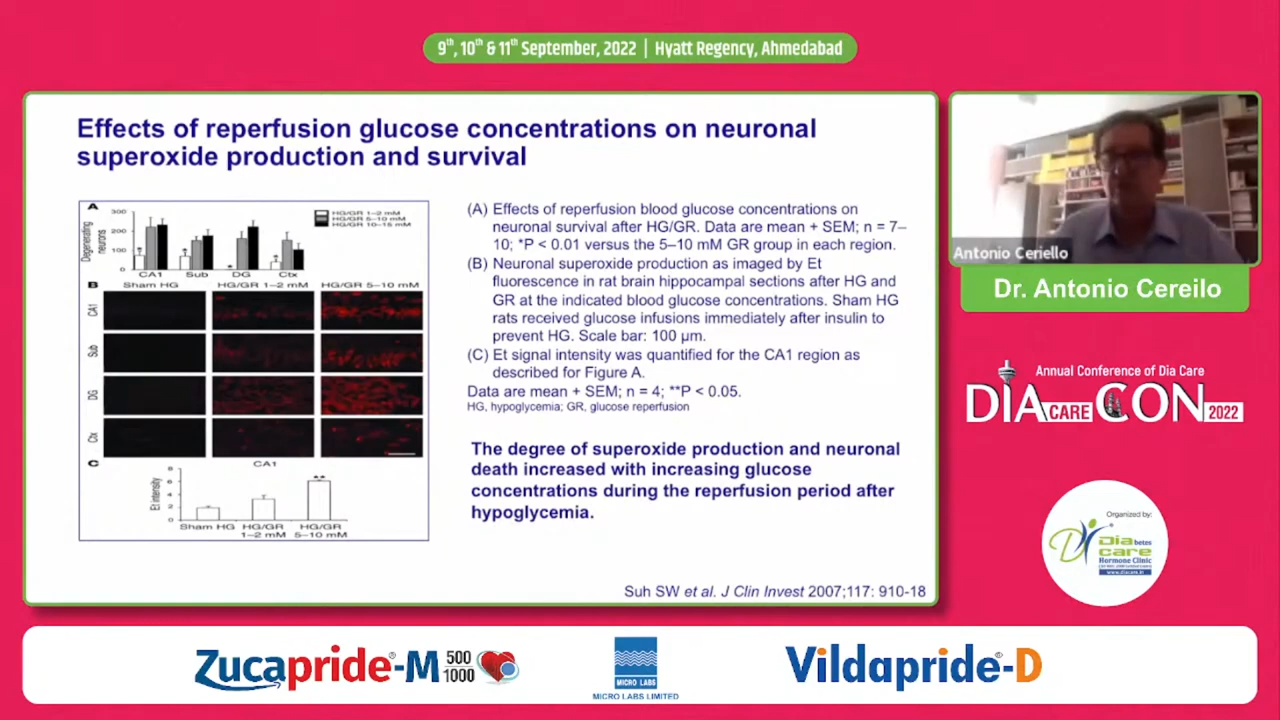 9th, 10th & 11th September, 2022 | Hyatt Regency, Ahmedabad
Effects of reperfusion glucose concentrations on neuronal
superoxide production and survival
A
300
200
100
0
Degenerating
neurons
HG/GR 1–2 mM
HG/GR 5–10 mM
HG/GR 10–15 mM
*
*
*
*
CA1 Sub DG Ctx
B
Sham HG HG/GR 1–2 mM HG/GR 5–10 mM
CA1
Sub
DG
Ctx
C
CA1
8
6
4
2
0
Et intensity
**
Sham HG HG/GR HG/GR
1–2 mM 5–10 mM
(A) Effects of reperfusion blood glucose concentrations on
neuronal survival after HG/GR. Data are mean + SEM; n = 7–
10; *P < 0.01 versus the 5–10 mM GR group in each region.
(B) Neuronal superoxide production as imaged by Et
fluorescence in rat brain hippocampal sections after HG and
GR at the indicated blood glucose concentrations. Sham HG
rats received glucose infusions immediately after insulin to
prevent HG. Scale bar: 100 μm.
(C) Et signal intensity was quantified for the CA1 region as
described for Figure A.
Data are mean + SEM; n = 4; **P < 0.05.
HG, hypoglycemia; GR, glucose reperfusion
The degree of superoxide production and neuronal
death increased with increasing glucose
concentrations during the reperfusion period after
hypoglycemia.
Suh SW et al. J Clin Invest 2007;117: 910-18
Antonio Ceriello
Dr. Antonio Cereilo
Annual Conference of Dia Care
DIA CARE CON 2022
Organized by:
Diabetes
care
Hormone Clinic
www.diacare.in
Zucapride®-M 500
1000
MICRO LABS
MICRO LABS LIMITED
Vildapride®-D